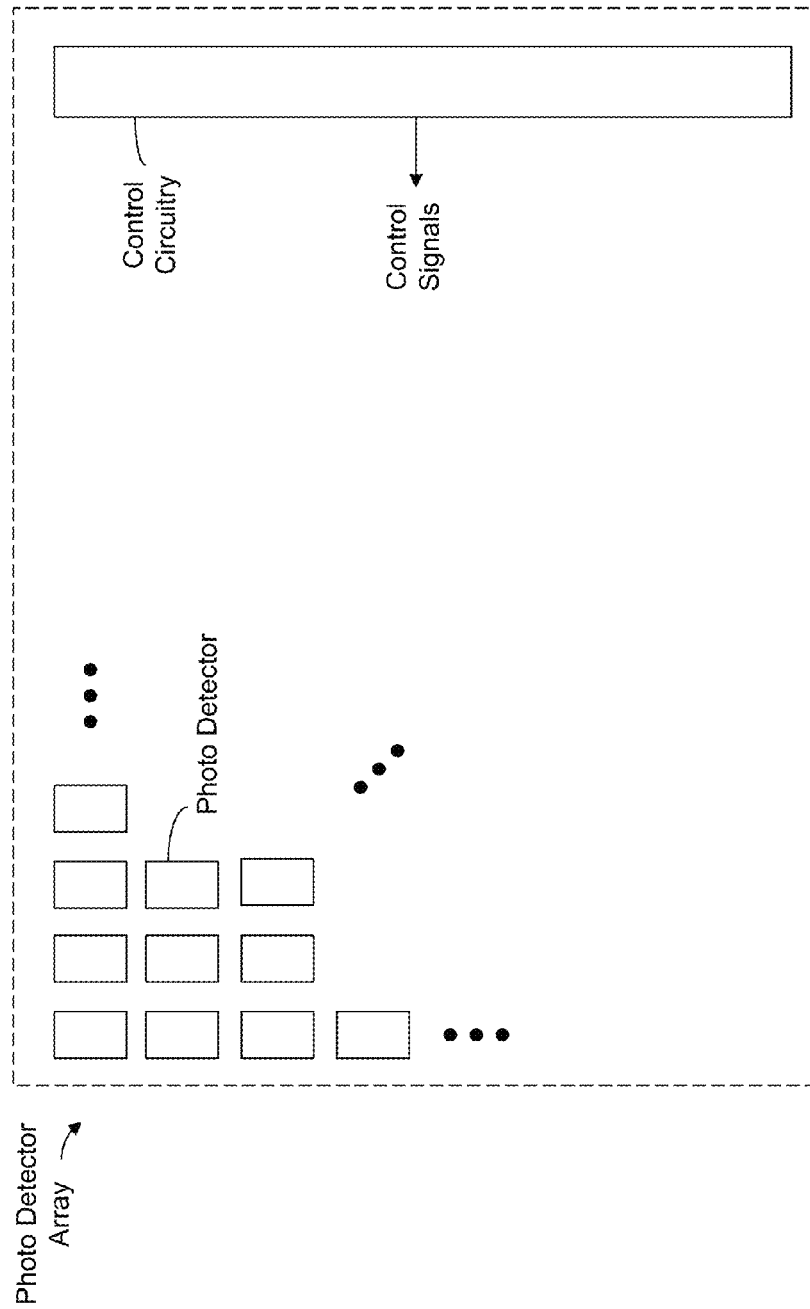 Photo Detector
Array
Photo Detector
Control
Circuitry
Control
Signals